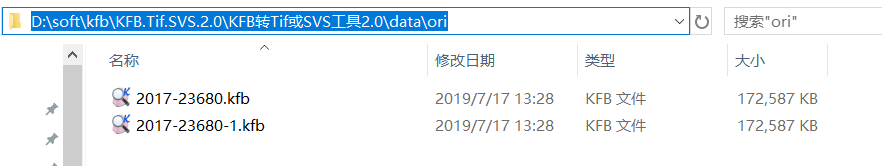 D:\soft\kfb\KFB.Tif.SVS.2.0\KFB转Tif或SVS工具2.0\data\ori 搜索"ori"
名称 修改日期 类型 大小
2017-23680.kfb 2019/7/17 13:28 KFB 文件 172,587 KB
2017-23680-1.kfb 2019/7/17 13:28 KFB 文件 172,587 KB